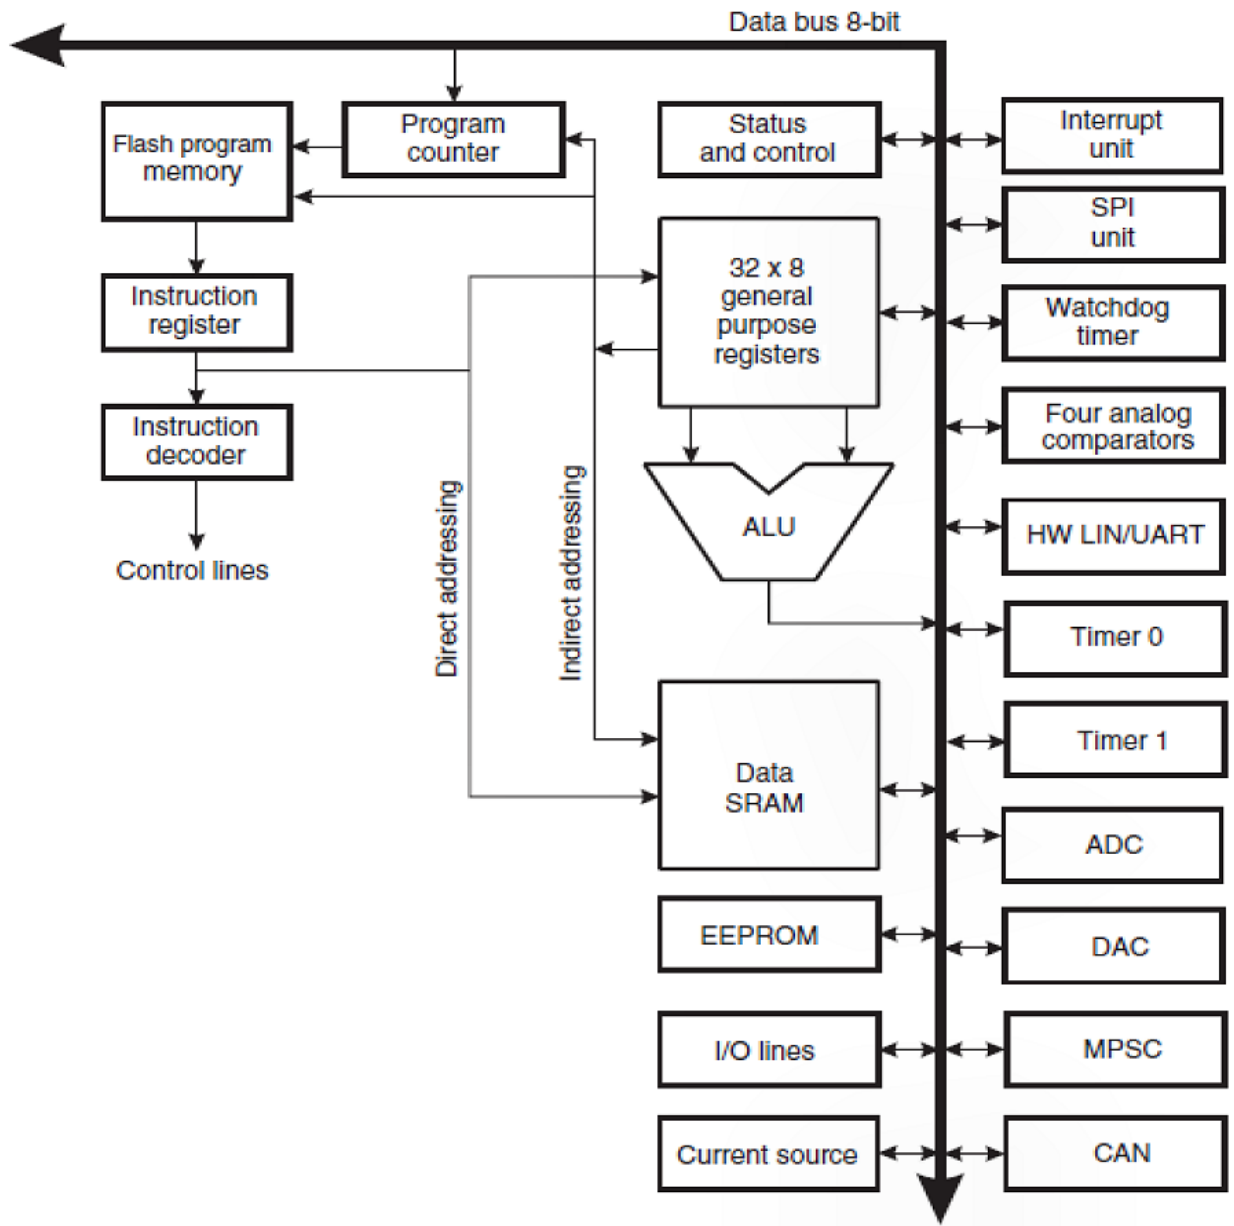 Data bus 8-bit
Flash program
memory
Program
counter
Status
and control
Interrupt
unit
SPI
unit
Instruction
register
32 x 8
general
purpose
registers
Watchdog
timer
Instruction
decoder
Four analog
comparators
Control lines
Direct addressing
Indirect addressing
ALU
HW LIN/UART
Timer 0
Timer 1
Data
SRAM
ADC
EEPROM
DAC
I/O lines
MPSC
Current source
CAN